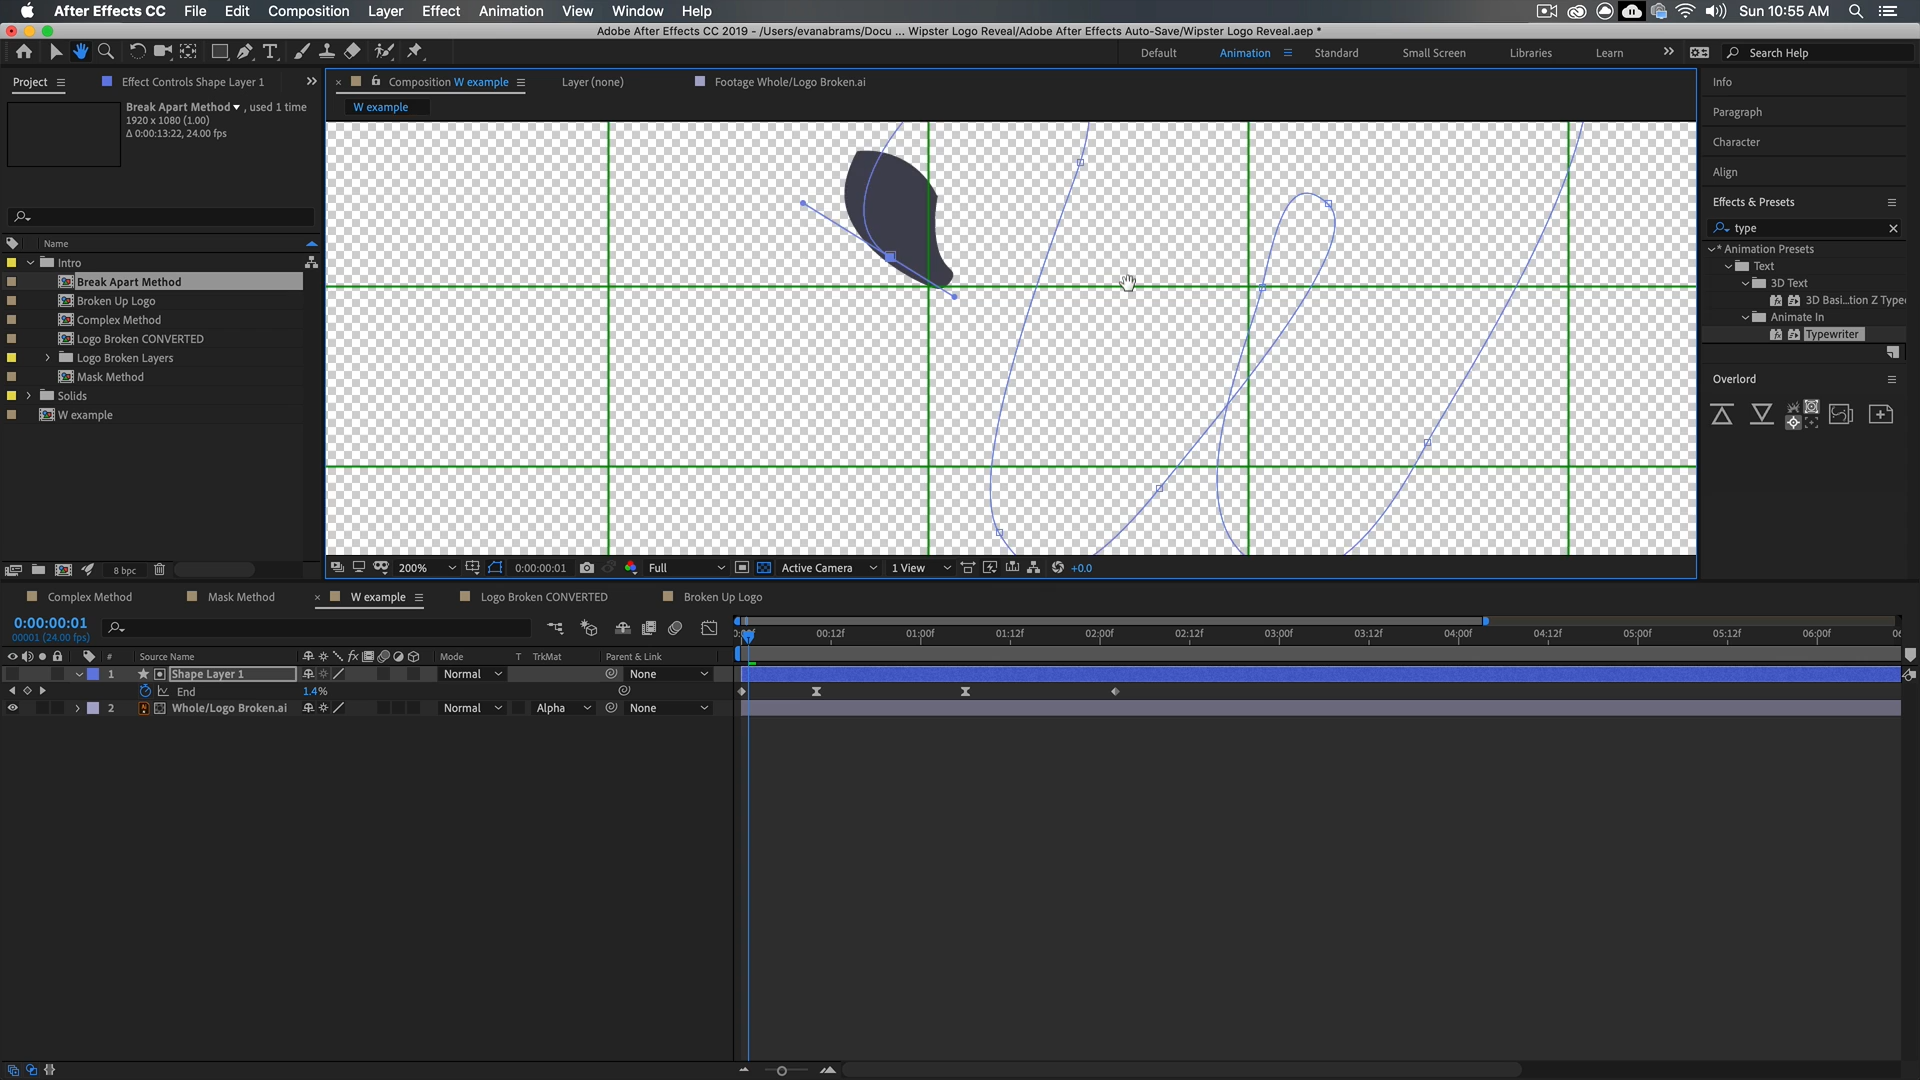 After Effects CC File Edit Composition Layer Effect Animation View Window Help Sun 10:55 AM
Adobe After Effects CC 2019 - /Users/evanabrams/Docu ... Wipster Logo Reveal/Adobe After Effects Auto-Save/Wipster Logo Reveal.aep *
Default Animation Standard Small Screen Libraries Learn Search Help
Project Effect Controls Shape Layer 1
Composition W example Layer (none) Footage Whole/Logo Broken.ai
Info
Break Apart Method , used 1 time
1920 x 1080 (1.00)
Δ 0:00:13:22, 24.00 fps
W example
Paragraph
Character
Align
Effects & Presets
type
* Animation Presets
Text
3D Text
3D Basi...tion Z Type
Animate In
Typewriter
Overlord
Name
Intro
Break Apart Method
Broken Up Logo
Complex Method
Logo Broken CONVERTED
Logo Broken Layers
Mask Method
Solids
W example
8 bpc
200% 0:00:00:01 Full Active Camera 1 View +0.0
Complex Method Mask Method W example Logo Broken CONVERTED Broken Up Logo
0:00:00:01
00001 (24.00 fps)
00:12f 01:00f 01:12f 02:00f 02:12f 03:00f 03:12f 04:00f 04:12f 05:00f 05:12f 06:00f
# Source Name fx Mode T TrkMat Parent & Link
1 Shape Layer 1 Normal None
End 1.4%
2 Whole/Logo Broken.ai Normal Alpha None